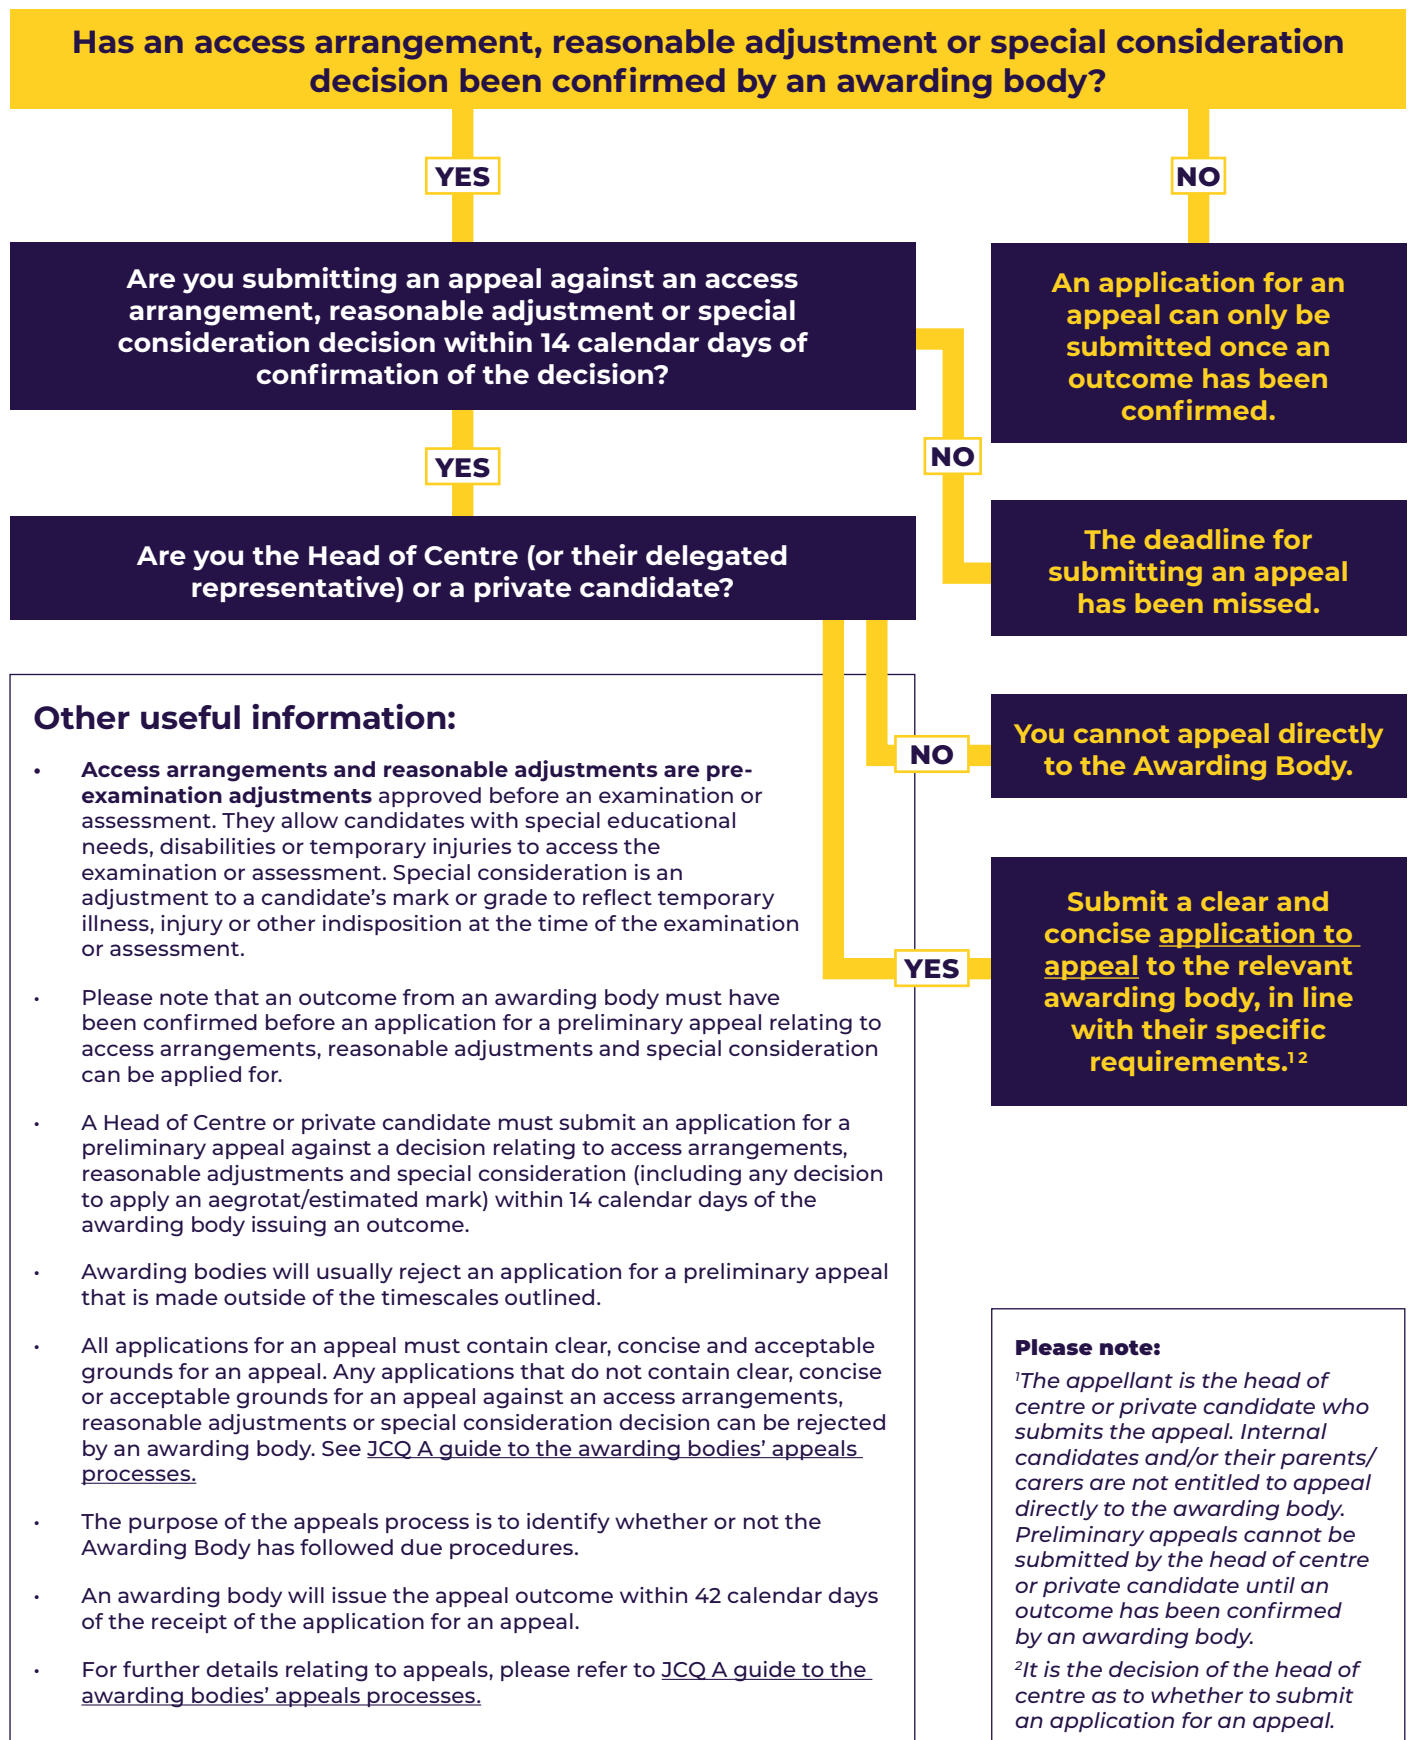 Has an access arrangement, reasonable adjustment or special consideration
decision been confirmed by an awarding body?
YES
NO
Are you submitting an appeal against an access
arrangement, reasonable adjustment or special
consideration decision within 14 calendar days of
confirmation of the decision?
An application for an
appeal can only be
submitted once an
outcome has been
confirmed.
YES
NO
Are you the Head of Centre (or their delegated
representative) or a private candidate?
The deadline for
submitting an appeal
has been missed.
NO
You cannot appeal directly
to the Awarding Body.
YES
Submit a clear and
concise application to
appeal to the relevant
awarding body, in line
with their specific
requirements.¹ ²
Other useful information:
• Access arrangements and reasonable adjustments are pre-
examination adjustments approved before an examination or
assessment. They allow candidates with special educational
needs, disabilities or temporary injuries to access the
examination or assessment. Special consideration is an
adjustment to a candidate’s mark or grade to reflect temporary
illness, injury or other indisposition at the time of the examination
or assessment.
• Please note that an outcome from an awarding body must have
been confirmed before an application for a preliminary appeal relating to
access arrangements, reasonable adjustments and special consideration
can be applied for.
• A Head of Centre or private candidate must submit an application for a
preliminary appeal against a decision relating to access arrangements,
reasonable adjustments and special consideration (including any decision
to apply an aegrotat/estimated mark) within 14 calendar days of the
awarding body issuing an outcome.
• Awarding bodies will usually reject an application for a preliminary appeal
that is made outside of the timescales outlined.
• All applications for an appeal must contain clear, concise and acceptable
grounds for an appeal. Any applications that do not contain clear, concise
or acceptable grounds for an appeal against an access arrangements,
reasonable adjustments or special consideration decision can be rejected
by an awarding body. See JCQ A guide to the awarding bodies’ appeals
processes.
• The purpose of the appeals process is to identify whether or not the
Awarding Body has followed due procedures.
• An awarding body will issue the appeal outcome within 42 calendar days
of the receipt of the application for an appeal.
• For further details relating to appeals, please refer to JCQ A guide to the
awarding bodies’ appeals processes.
Please note:
¹The appellant is the head of
centre or private candidate who
submits the appeal. Internal
candidates and/or their parents/
carers are not entitled to appeal
directly to the awarding body.
Preliminary appeals cannot be
submitted by the head of centre
or private candidate until an
outcome has been confirmed
by an awarding body.
²It is the decision of the head of
centre as to whether to submit
an application for an appeal.